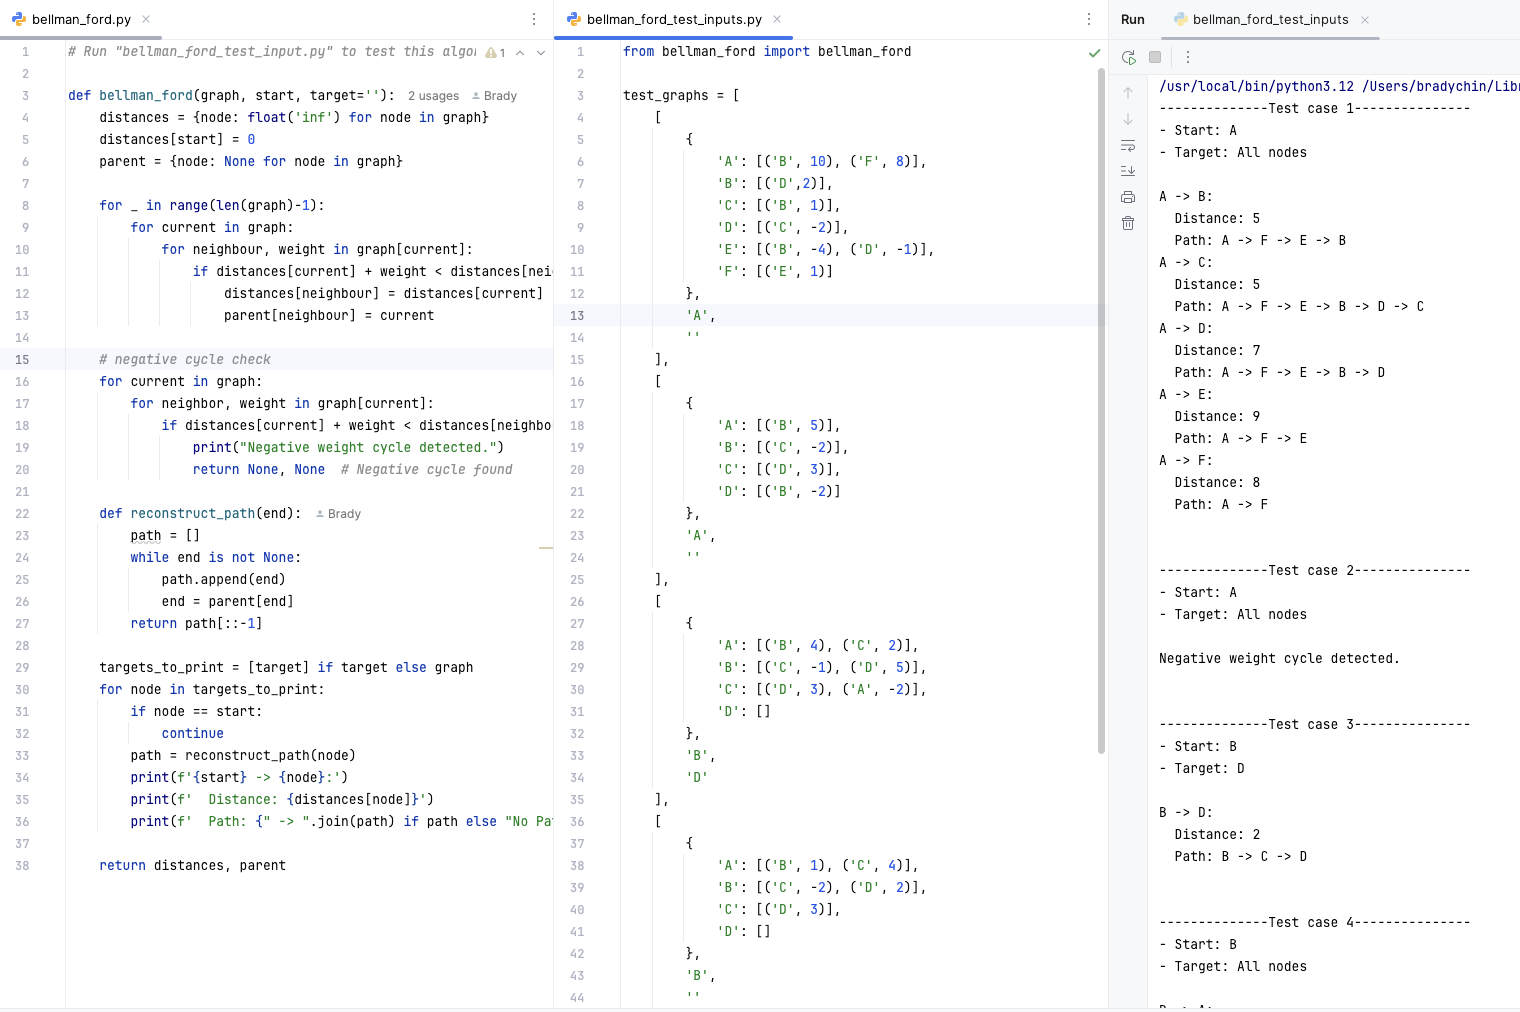 bellman_ford.py
1 # Run "bellman_ford_test_input.py" to test this algor 1
2
3 def bellman_ford(graph, start, target=''): 2 usages Brady
4 distances = {node: float('inf') for node in graph}
5 distances[start] = 0
6 parent = {node: None for node in graph}
7
8 for _ in range(len(graph)-1):
9 for current in graph:
10 for neighbour, weight in graph[current]:
11 if distances[current] + weight < distances[nei
12 distances[neighbour] = distances[current]
13 parent[neighbour] = current
14
15 # negative cycle check
16 for current in graph:
17 for neighbor, weight in graph[current]:
18 if distances[current] + weight < distances[neighbo
19 print("Negative weight cycle detected.")
20 return None, None # Negative cycle found
21
22 def reconstruct_path(end): Brady
23 path = []
24 while end is not None:
25 path.append(end)
26 end = parent[end]
27 return path[::-1]
28
29 targets_to_print = [target] if target else graph
30 for node in targets_to_print:
31 if node == start:
32 continue
33 path = reconstruct_path(node)
34 print(f'{start} -> {node}:')
35 print(f'  Distance: {distances[node]}')
36 print(f'  Path: {" -> ".join(path) if path else "No Pa
37
38 return distances, parent
bellman_ford_test_inputs.py
1 from bellman_ford import bellman_ford
2
3 test_graphs = [
4 [
5 {
6 'A': [('B', 10), ('F', 8)],
7 'B': [('D',2)],
8 'C': [('B', 1)],
9 'D': [('C', -2)],
10 'E': [('B', -4), ('D', -1)],
11 'F': [('E', 1)]
12 },
13 'A',
14 ''
15 ],
16 [
17 {
18 'A': [('B', 5)],
19 'B': [('C', -2)],
20 'C': [('D', 3)],
21 'D': [('B', -2)]
22 },
23 'A',
24 ''
25 ],
26 [
27 {
28 'A': [('B', 4), ('C', 2)],
29 'B': [('C', -1), ('D', 5)],
30 'C': [('D', 3), ('A', -2)],
31 'D': []
32 },
33 'B',
34 'D'
35 ],
36 [
37 {
38 'A': [('B', 1), ('C', 4)],
39 'B': [('C', -2), ('D', 2)],
40 'C': [('D', 3)],
41 'D': []
42 },
43 'B',
44 ''
Run bellman_ford_test_inputs
/usr/local/bin/python3.12 /Users/bradychin/Libr
--------------Test case 1---------------
- Start: A
- Target: All nodes
A -> B:
Distance: 5
Path: A -> F -> E -> B
A -> C:
Distance: 5
Path: A -> F -> E -> B -> D -> C
A -> D:
Distance: 7
Path: A -> F -> E -> B -> D
A -> E:
Distance: 9
Path: A -> F -> E
A -> F:
Distance: 8
Path: A -> F
--------------Test case 2---------------
- Start: A
- Target: All nodes
Negative weight cycle detected.
--------------Test case 3---------------
- Start: B
- Target: D
B -> D:
Distance: 2
Path: B -> C -> D
--------------Test case 4---------------
- Start: B
- Target: All nodes